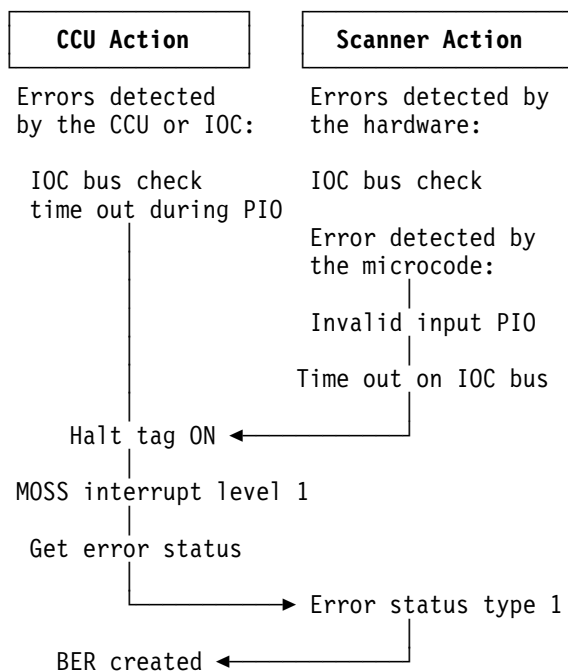 CCU Action
Scanner Action
Errors detected
by the CCU or IOC:
IOC bus check
time out during PIO
Errors detected by
the hardware:
IOC bus check
Error detected by
the microcode:
Invalid input PIO
Time out on IOC bus
Halt tag ON
MOSS interrupt level 1
Get error status
Error status type 1
BER created